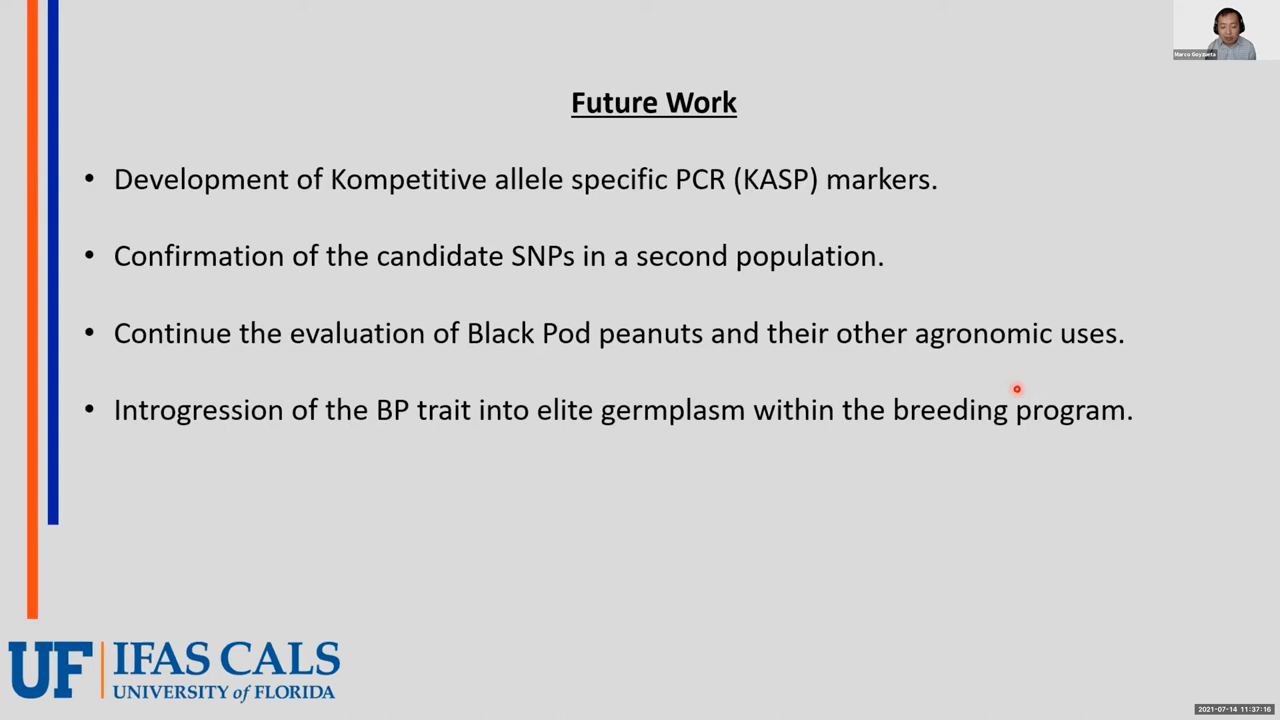 Marco Goyzueta
Future Work
• Development of Kompetitive allele specific PCR (KASP) markers.
• Confirmation of the candidate SNPs in a second population.
• Continue the evaluation of Black Pod peanuts and their other agronomic uses.
• Introgression of the BP trait into elite germplasm within the breeding program.
UF IFAS CALS
UNIVERSITY of FLORIDA
2021-07-14 11:37:16